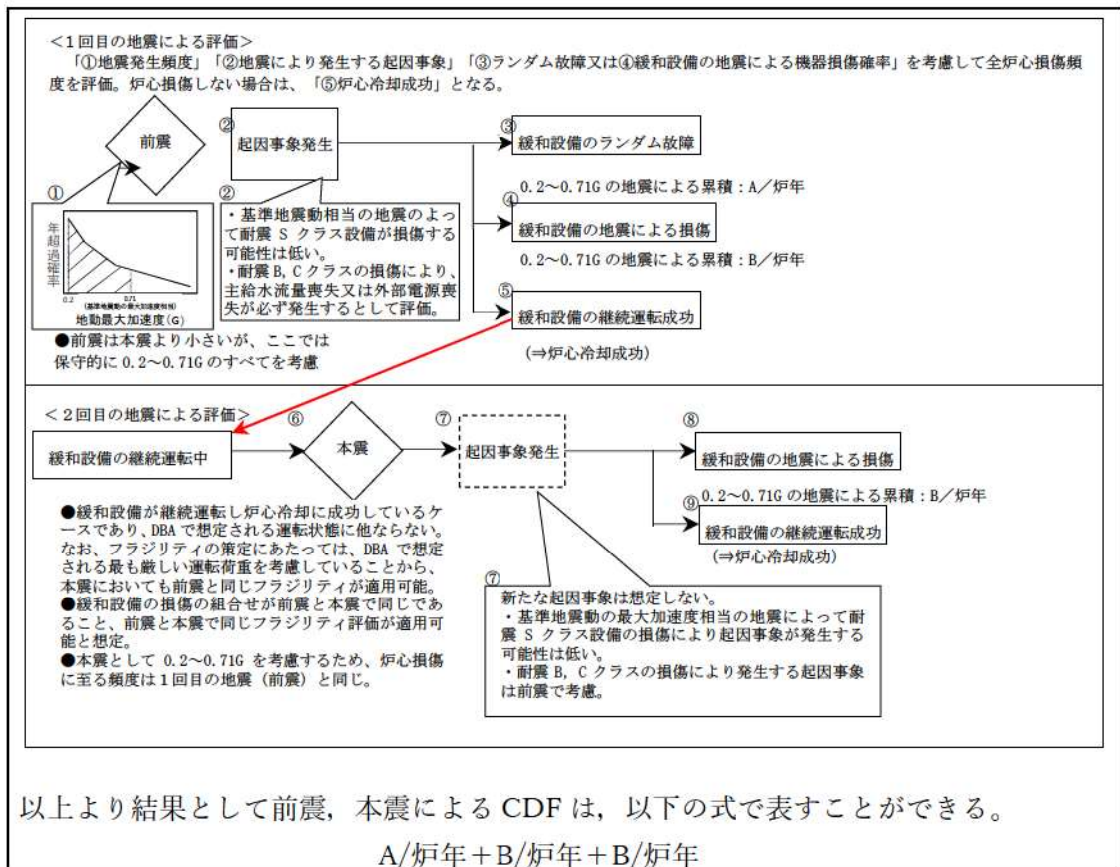 <1回目の地震による評価>
「①地震発生頻度」「②地震により発生する起因事象」「③ランダム故障又は④緩和設備の地震による機器損傷確率」を考慮して全炉心損傷頻
度を評価。炉心損傷しない場合は、「⑤炉心冷却成功」となる。
前震
②
起因事象発生
③
緩和設備のランダム故障
0.2~0.71Gの地震による累積:A/炉年
④
緩和設備の地震による損傷
0.2~0.71Gの地震による累積:B/炉年
⑤
緩和設備の継続運転成功
(⇒炉心冷却成功)
①
年超過確率
0.2
0.71
(基準地震動の最大加速度相当)
地動最大加速度(G)
②
・基準地震動相当の地震のよっ
て耐震Sクラス設備が損傷する
可能性は低い。
・耐震B,Cクラスの損傷により、
主給水流量喪失又は外部電源喪
失が必ず発生するとして評価。
●前震は本震より小さいが、ここでは
保守的に0.2~0.71Gのすべてを考慮
<2回目の地震による評価>
緩和設備の継続運転中
⑥
本震
⑦
起因事象発生
⑧
緩和設備の地震による損傷
0.2~0.71Gの地震による累積:B/炉年
⑨
緩和設備の継続運転成功
(⇒炉心冷却成功)
●緩和設備が継続運転し炉心冷却に成功しているケ
ースであり、DBAで想定される運転状態に他ならない。
なお、フラジリティの策定にあたっては、DBAで想定
される最も厳しい運転荷重を考慮していることから、
本震においても前震と同じフラジリティが適用可能。
●緩和設備の損傷の組合せが前震と本震で同じであ
ること、前震と本震で同じフラジリティ評価が適用可
能と想定。
●本震として0.2~0.71Gを考慮するため、炉心損傷
に至る頻度は1回目の地震(前震)と同じ。
⑦
新たな起因事象は想定しない。
・基準地震動の最大加速度相当の地震によって耐
震Sクラス設備の損傷により起因事象が発生する
可能性は低い。
・耐震B,Cクラスの損傷により発生する起因事象
は前震で考慮。
以上より結果として前震,本震によるCDFは,以下の式で表すことができる。
A/炉年+B/炉年+B/炉年